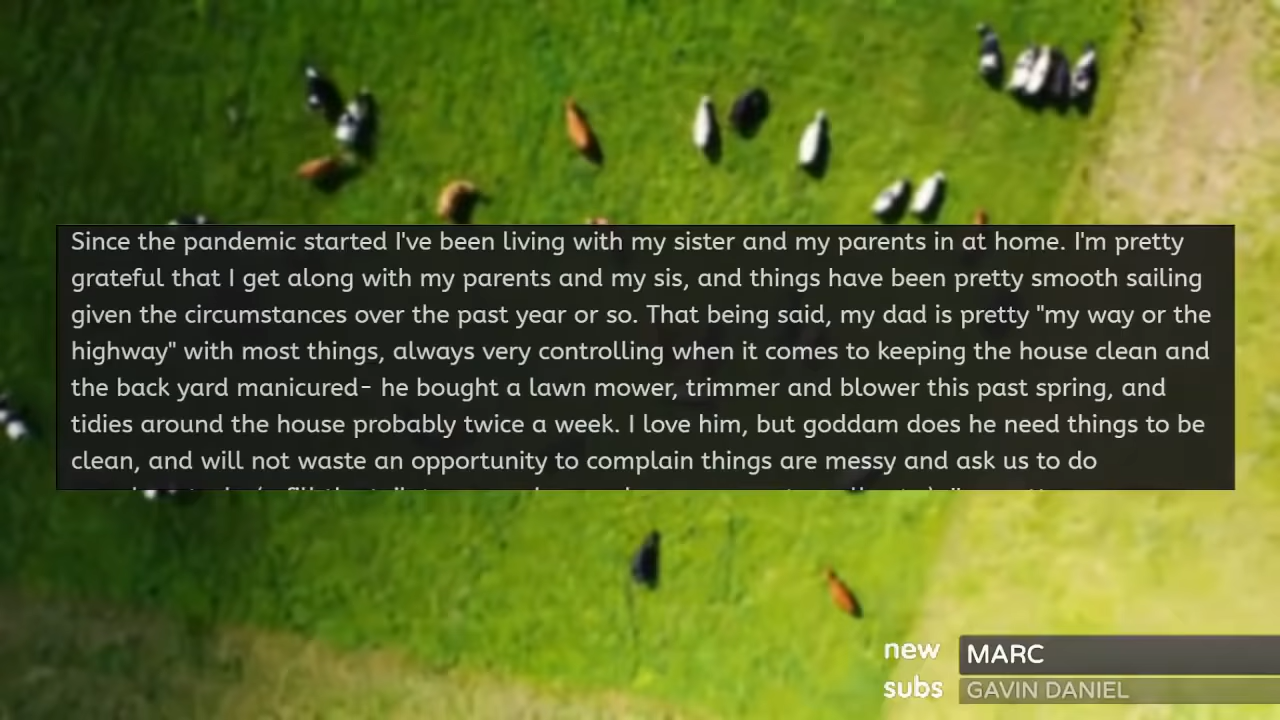 Since the pandemic started I've been living with my sister and my parents in at home. I'm pretty
grateful that I get along with my parents and my sis, and things have been pretty smooth sailing
given the circumstances over the past year or so. That being said, my dad is pretty "my way or the
highway" with most things, always very controlling when it comes to keeping the house clean and
the back yard manicured- he bought a lawn mower, trimmer and blower this past spring, and
tidies around the house probably twice a week. I love him, but goddam does he need things to be
clean, and will not waste an opportunity to complain things are messy and ask us to do
new MARC
subs GAVIN DANIEL